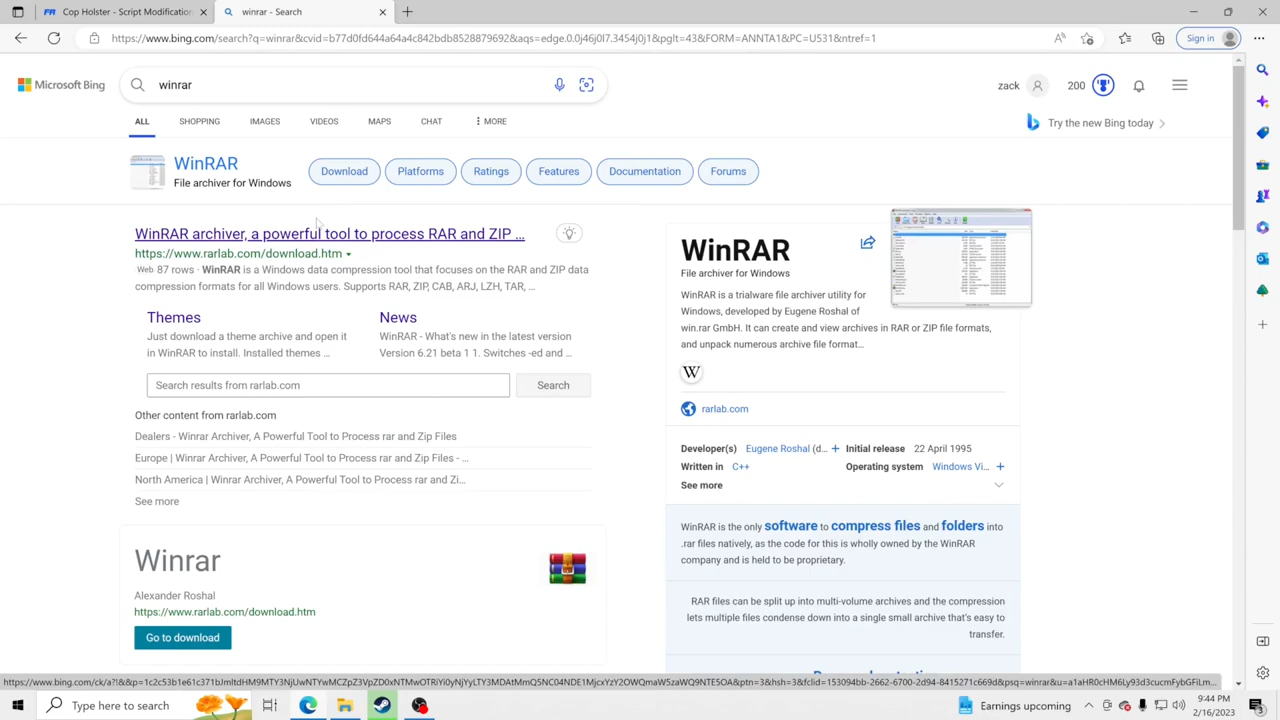 Cop Holster - Script Modification
winrar - Search
https://www.bing.com/search?q=winrar&cvid=b77d0fd644a64a4c842bdb8528879692&aqs=edge.0.0j46j0l7.3454j0j1&pglt=43&FORM=ANNTA1&PC=U531&ntref=1
Sign in
Microsoft Bing
winrar
zack
200
ALL
SHOPPING
IMAGES
VIDEOS
MAPS
CHAT
MORE
Try the new Bing today
WinRAR
File archiver for Windows
Download
Platforms
Ratings
Features
Documentation
Forums
WinRAR archiver, a powerful tool to process RAR and ZIP ...
https://www.rarlab.com/download.htm
Web 87 rows · WinRAR is a Windows data compression tool that focuses on the RAR and ZIP data
compression formats for all Windows users. Supports RAR, ZIP, CAB, ARJ, LZH, TAR, ...
Themes
Just download a theme archive and open it
in WinRAR to install. Installed themes ...
News
WinRAR - What's new in the latest version
Version 6.21 beta 1 1. Switches -ed and ...
Search results from rarlab.com
Search
Other content from rarlab.com
Dealers - Winrar Archiver, A Powerful Tool to Process rar and Zip Files
Europe | Winrar Archiver, A Powerful Tool to Process rar and Zip Files - ...
North America | Winrar Archiver, A Powerful Tool to Process rar and Zi...
See more
Winrar
Alexander Roshal
https://www.rarlab.com/download.htm
Go to download
WinRAR
File archiver for Windows
WinRAR is a trialware file archiver utility for
Windows, developed by Eugene Roshal of
win.rar GmbH. It can create and view archives in RAR or ZIP file formats,
and unpack numerous archive file format...
W
rarlab.com
Developer(s) Eugene Roshal (d... + Initial release 22 April 1995
Written in C++ Operating system Windows Vi... +
See more
WinRAR is the only software to compress files and folders into
.rar files natively, as the code for this is wholly owned by the WinRAR
company and is held to be proprietary.
RAR files can be split up into multi-volume archives and the compression
lets multiple files condense down into a single small archive that's easy to
transfer.
Type here to search
Earnings upcoming
9:44 PM
2/16/2023